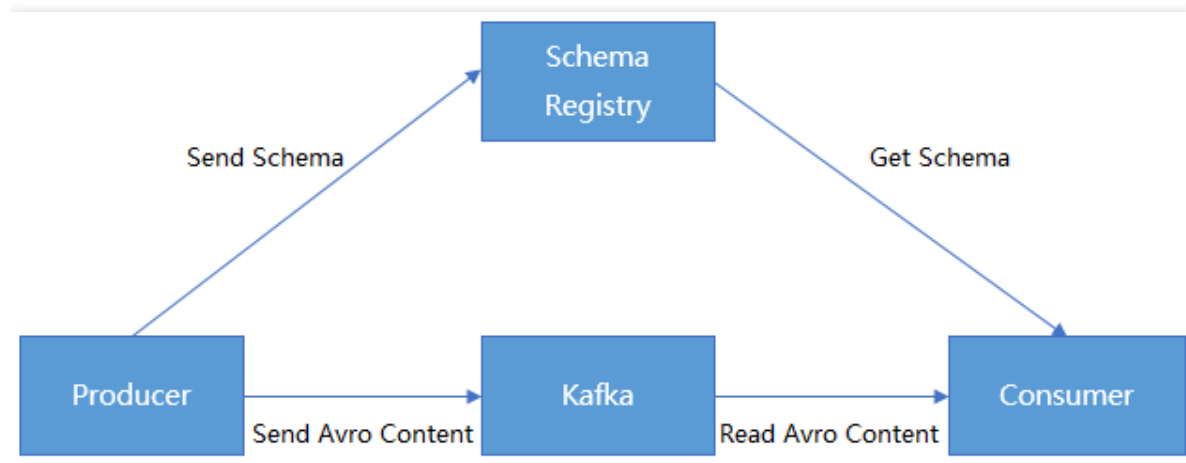 Schema
Registry
Send Schema
Get Schema
Producer
Kafka
Consumer
Send Avro Content
Read Avro Content